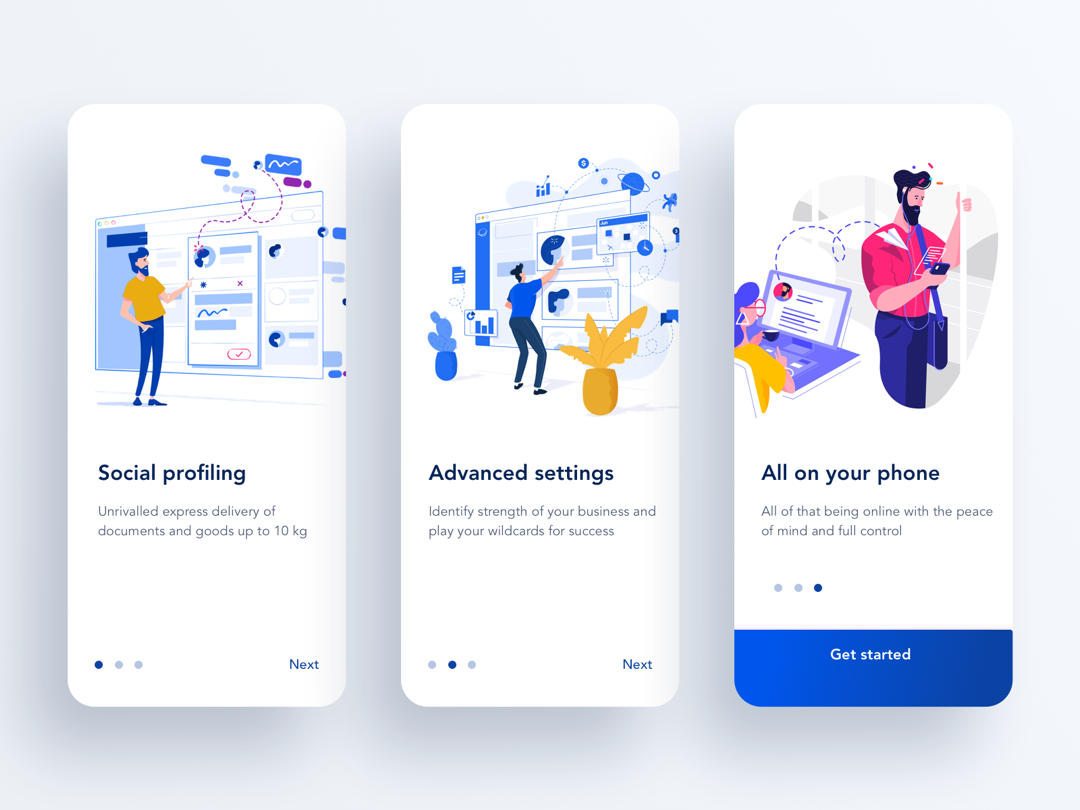 Social profiling
Unrivalled express delivery of
documents and goods up to 10 kg
Next
Advanced settings
Identify strength of your business and
play your wildcards for success
Next
All on your phone
All of that being online with the peace
of mind and full control
Get started